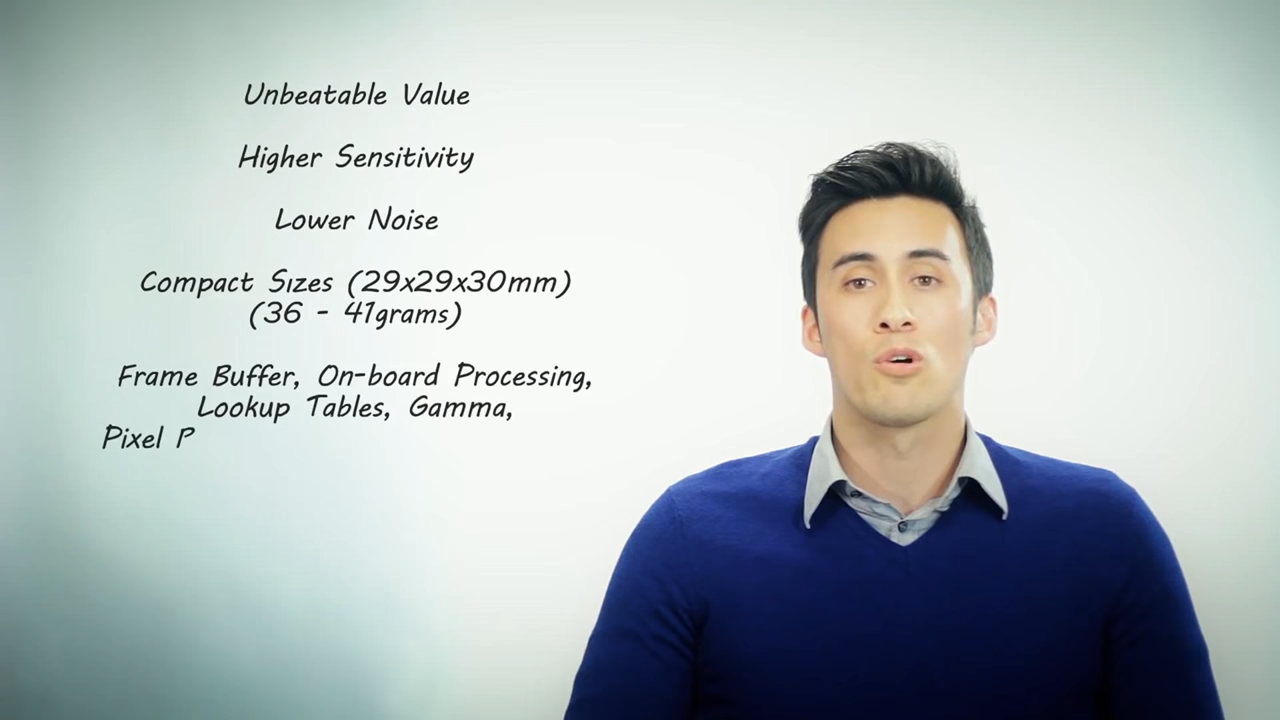 Unbeatable Value
Higher Sensitivity
Lower Noise
Compact Sizes (29x29x30mm)
(36 - 41grams)
Frame Buffer, On-board Processing,
Lookup Tables, Gamma,
Pixel P